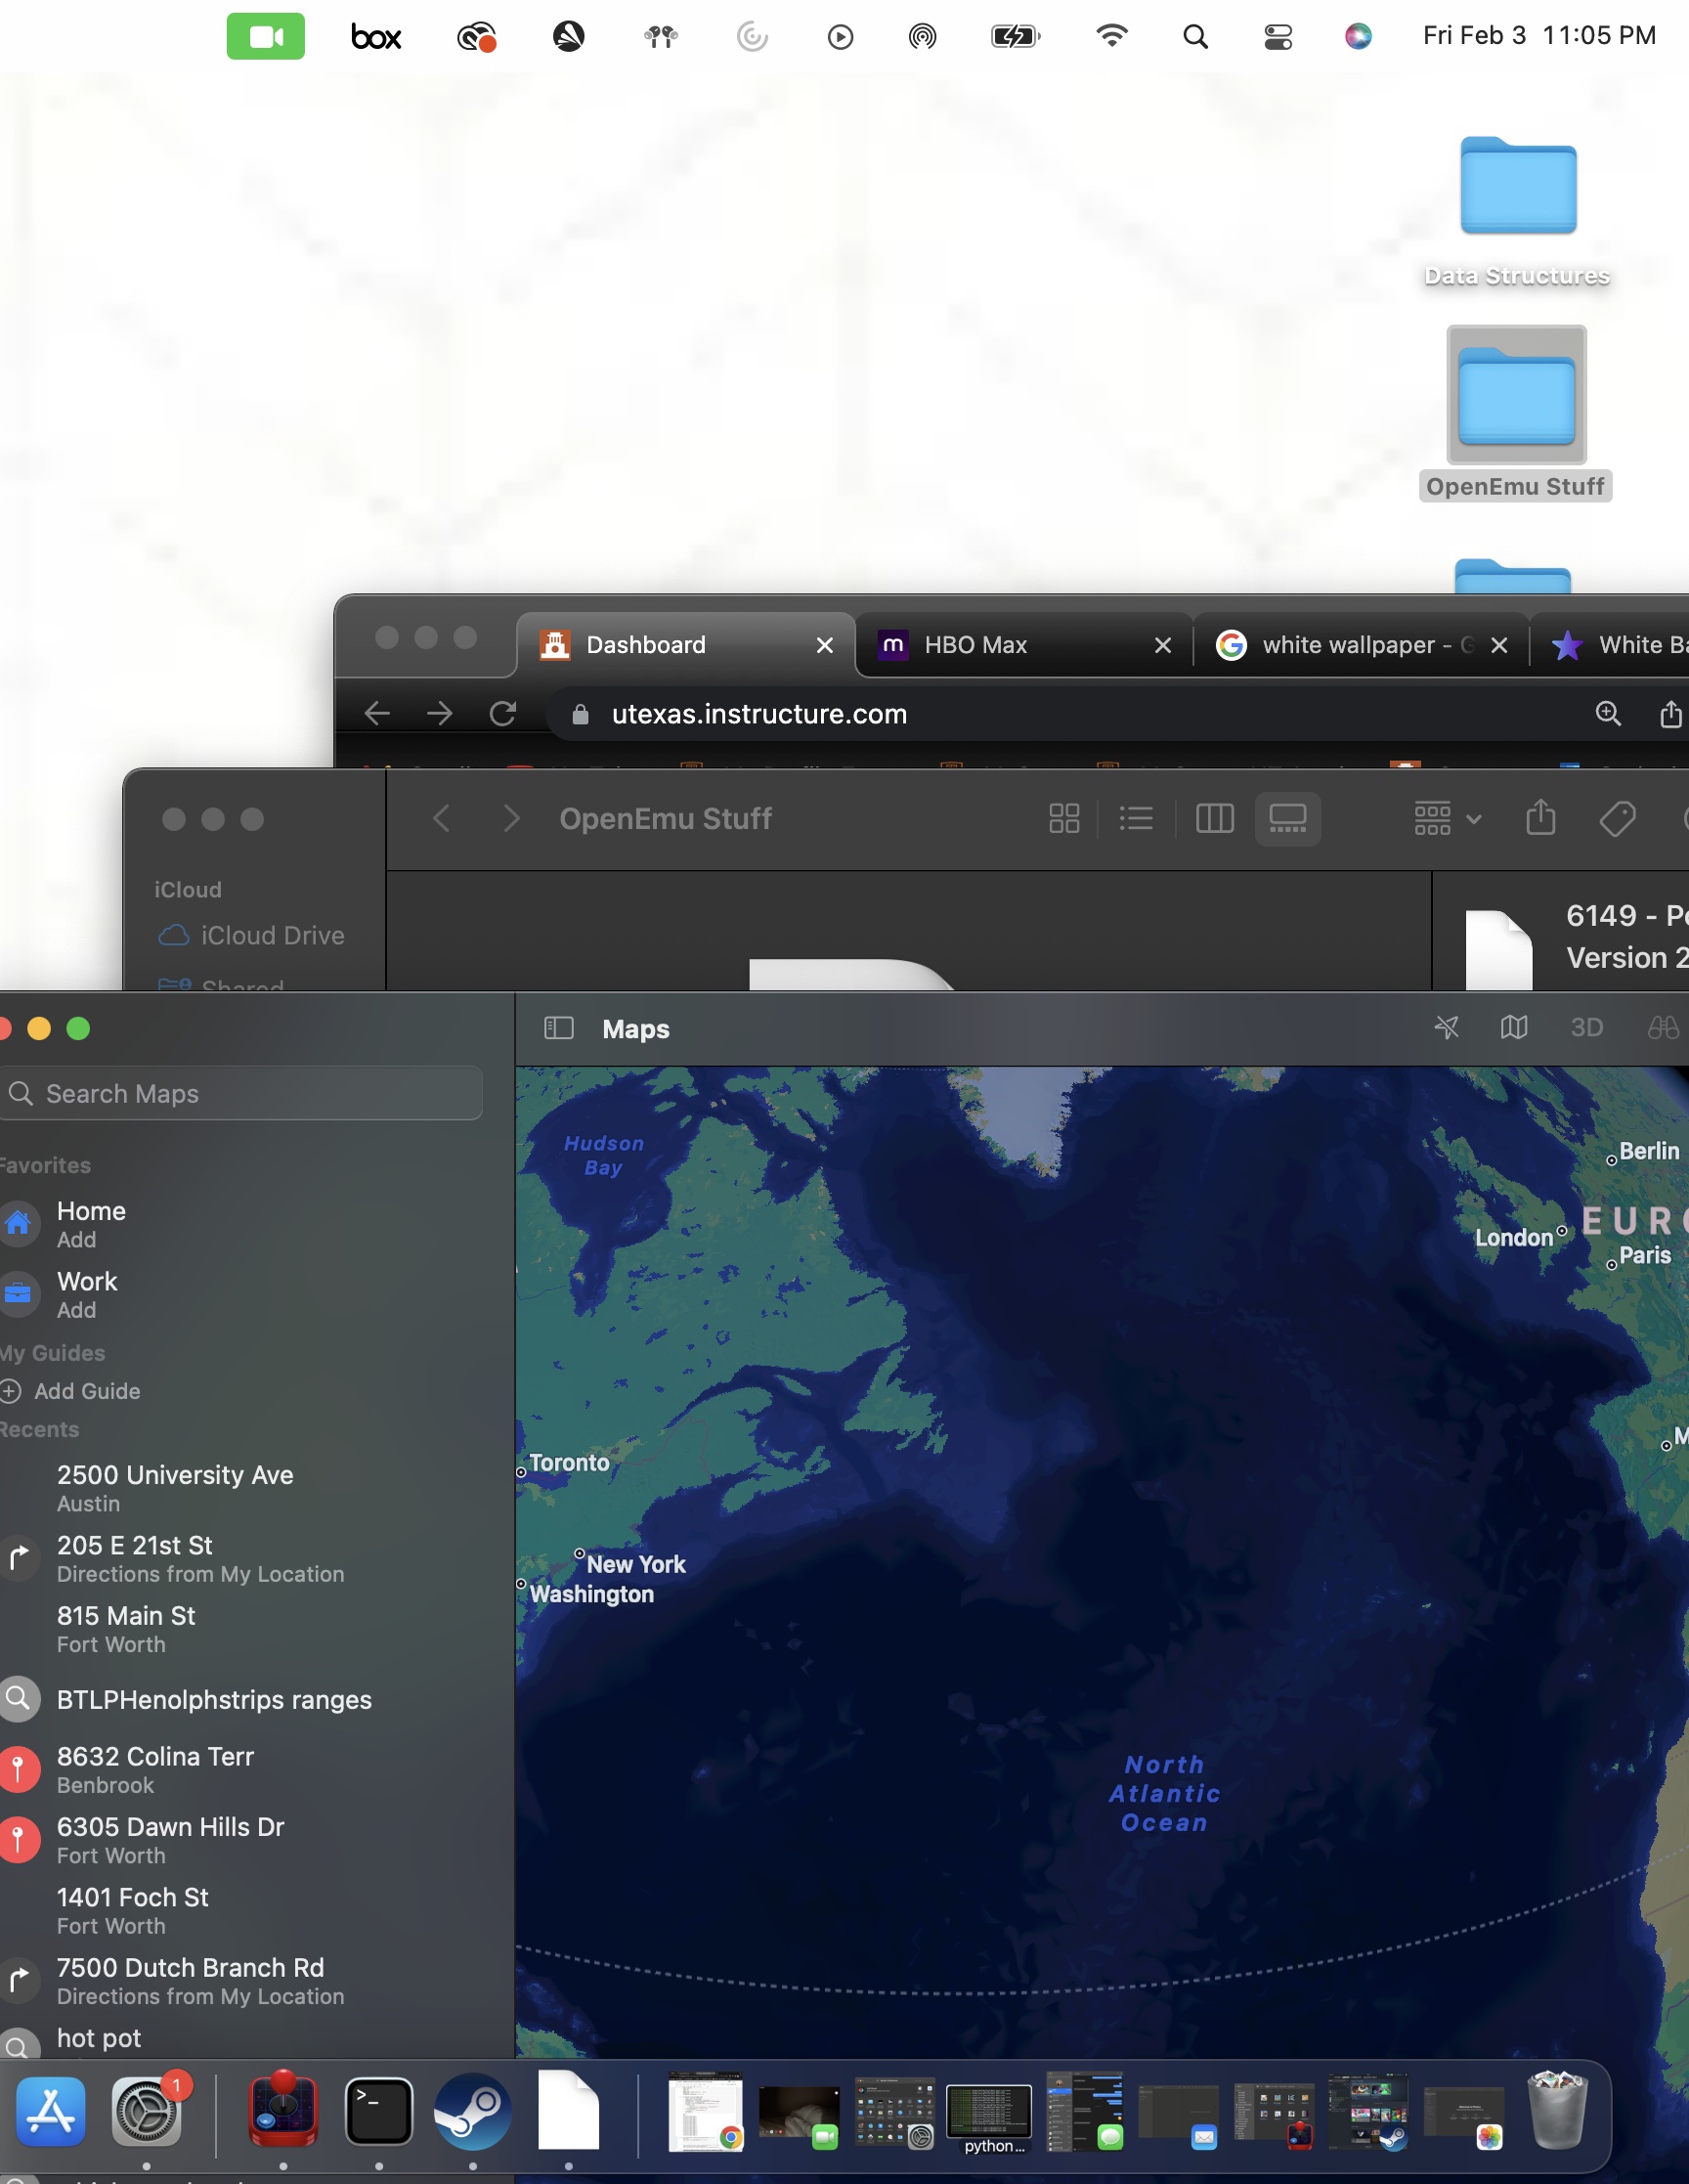 box
Fri Feb 3 11:05 PM
Data Structures
OpenEmu Stuff
Dashboard
HBO Max
white wallpaper - G
White Ba
utexas.instructure.com
OpenEmu Stuff
iCloud
iCloud Drive
Shared
6149 - Po
Version 2
Maps
3D
Search Maps
Favorites
Home
Add
Work
Add
My Guides
Add Guide
Recents
2500 University Ave
Austin
205 E 21st St
Directions from My Location
815 Main St
Fort Worth
BTLPHenolphstrips ranges
8632 Colina Terr
Benbrook
6305 Dawn Hills Dr
Fort Worth
1401 Foch St
Fort Worth
7500 Dutch Branch Rd
Directions from My Location
hot pot
Hudson
Bay
Berlin
EURO
London
Paris
M
Toronto
New York
Washington
North
Atlantic
Ocean
1
python...